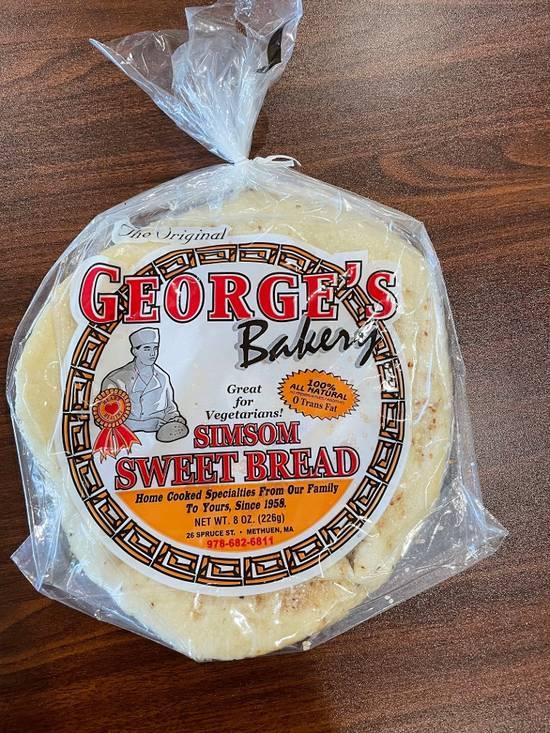 The Original
GEORGE'S
Bakery
Great
for
Vegetarians!
100%
ALL NATURAL
0 Trans Fat
SIMSOM
SWEET BREAD
Home Cooked Specialties From Our Family
To Yours, Since 1958.
NET WT. 8 OZ. (226g)
26 SPRUCE ST. • METHUEN, MA
978-682-6811